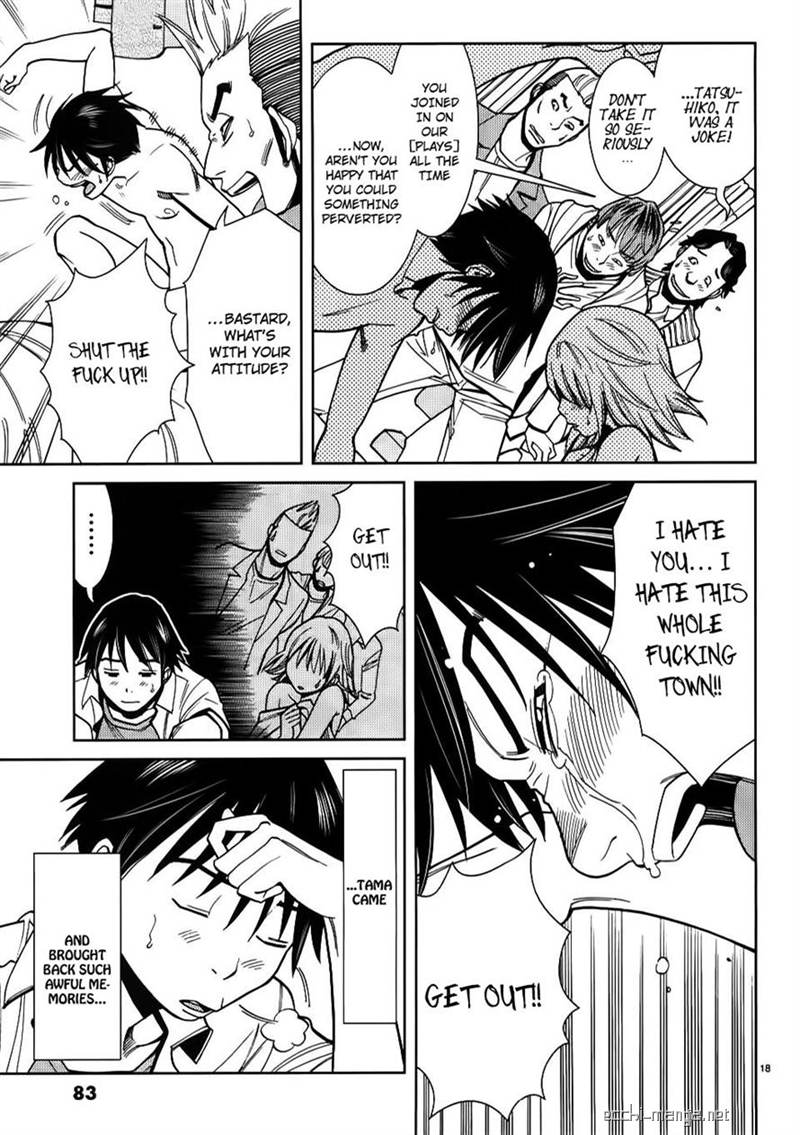 ...TATSU-
HIKO, IT
WAS A
JOKE!
DON'T
TAKE IT
SO SE-
RIOUSLY
...
YOU
JOINED IN
ON OUR
[PLAYS]
ALL THE
TIME
...NOW,
AREN'T YOU
HAPPY THAT
YOU COULD
SOMETHING
PERVERTED?
...BASTARD,
WHAT'S
WITH YOUR
ATTITUDE?
SHUT THE
FUCK UP!!
I HATE
YOU... I
HATE THIS
WHOLE
FUCKING
TOWN!!
GET OUT!!
GET
OUT!!
......
...TAMA
CAME
AND
BROUGHT
BACK SUCH
AWFUL ME-
MORIES...
83
18
ecchi-manga.net